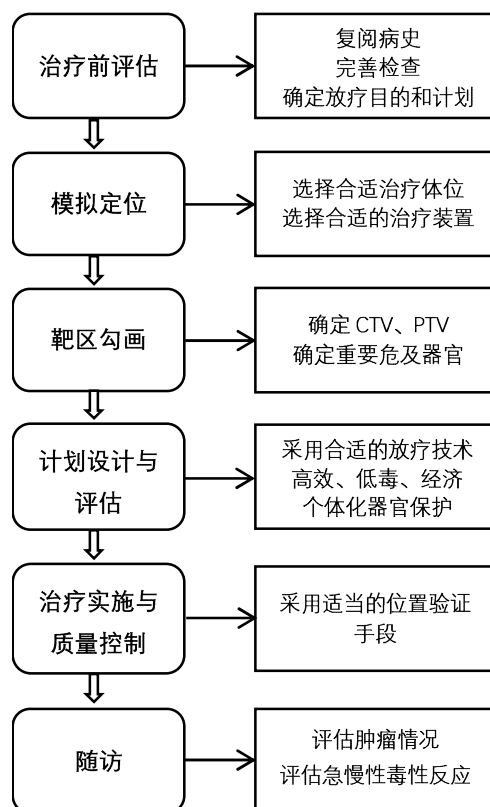 治疗前评估
复阅病史
完善检查
确定放疗目的和计划
模拟定位
选择合适治疗体位
选择合适的治疗装置
靶区勾画
确定 CTV、PTV
确定重要危及器官
计划设计与
评估
采用合适的放疗技术
高效、低毒、经济
个体化器官保护
治疗实施与
质量控制
采用适当的位置验证
手段
随访
评估肿瘤情况
评估急慢性毒性反应